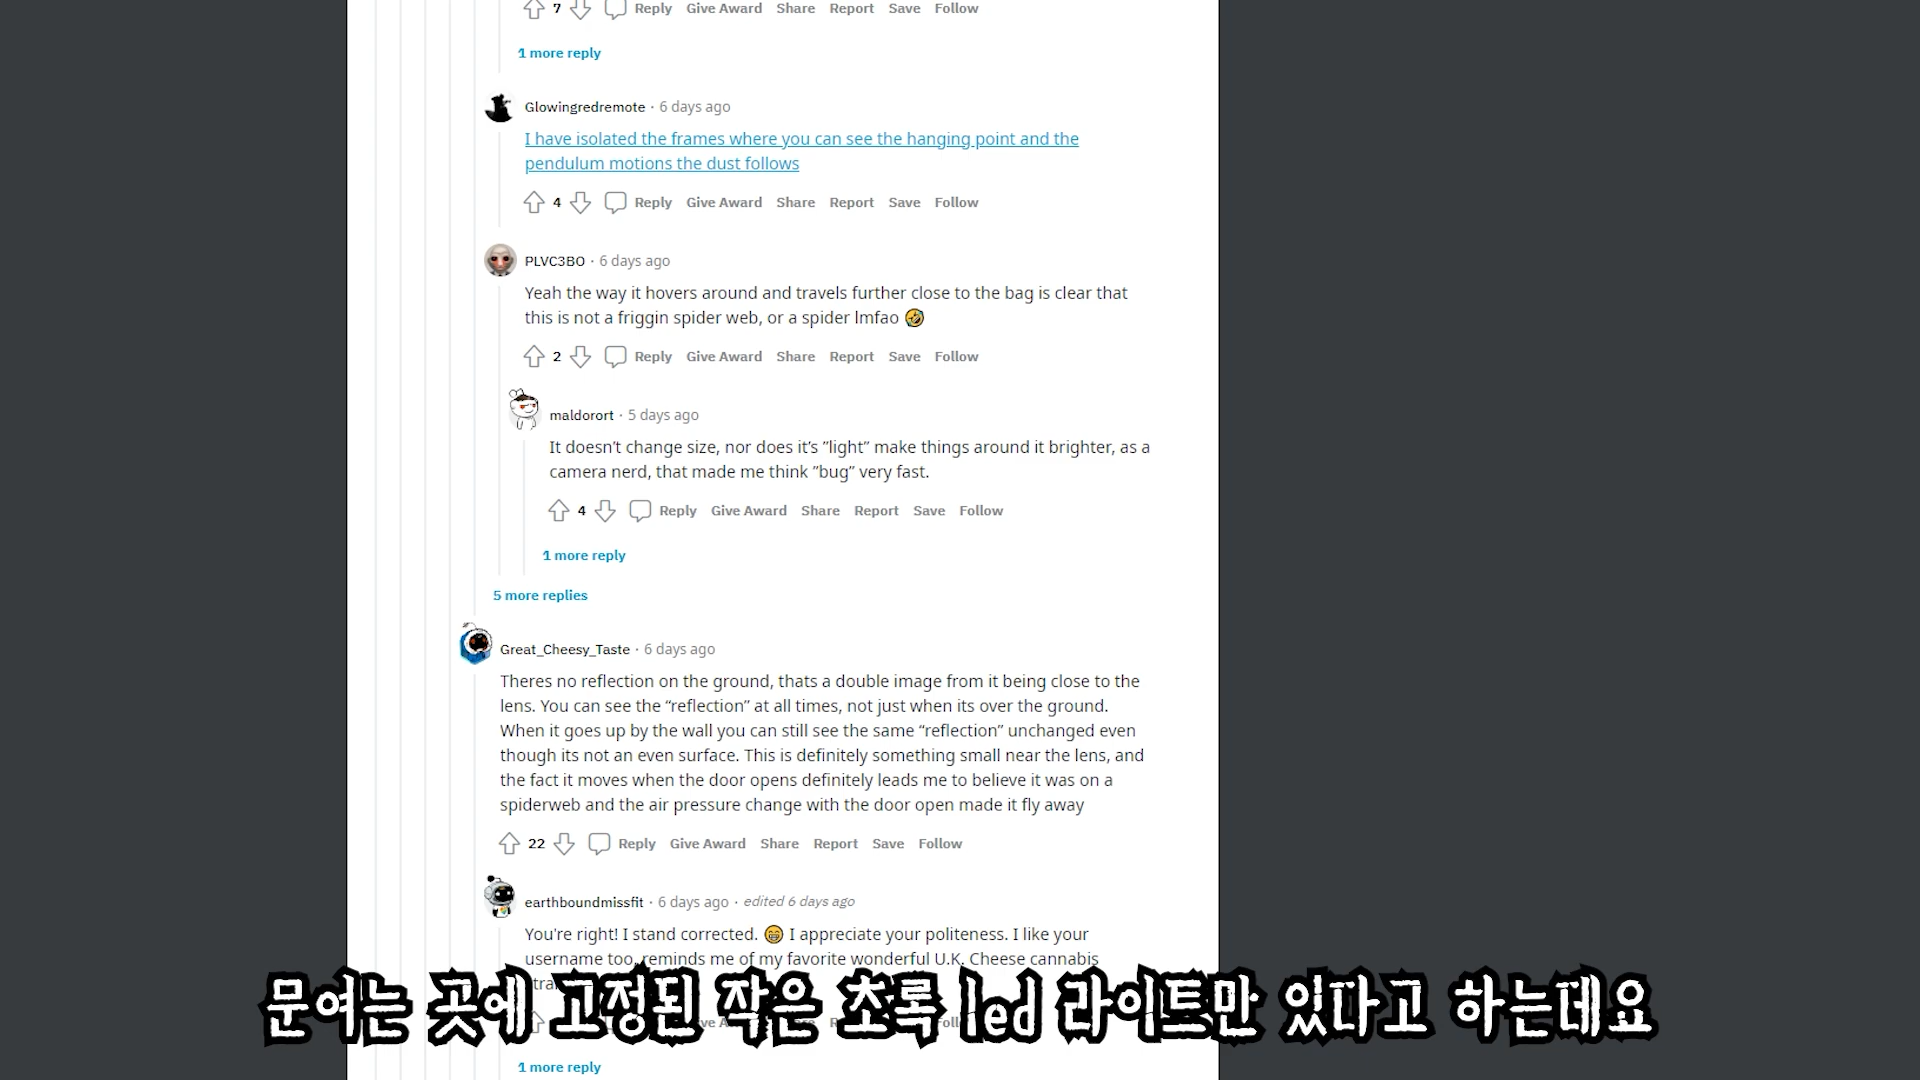 7 Reply Give Award Share Report Save Follow
1 more reply
Glowingredremote · 6 days ago
I have isolated the frames where you can see the hanging point and the
pendulum motions the dust follows
4 Reply Give Award Share Report Save Follow
PLVC3BO · 6 days ago
Yeah the way it hovers around and travels further close to the bag is clear that
this is not a friggin spider web, or a spider lmfao 🤣
2 Reply Give Award Share Report Save Follow
maldorort · 5 days ago
It doesn’t change size, nor does it’s ”light” make things around it brighter, as a
camera nerd, that made me think ”bug” very fast.
4 Reply Give Award Share Report Save Follow
1 more reply
5 more replies
Great_Cheesy_Taste · 6 days ago
Theres no reflection on the ground, thats a double image from it being close to the
lens. You can see the “reflection” at all times, not just when its over the ground.
When it goes up by the wall you can still see the same “reflection” unchanged even
though its not an even surface. This is definitely something small near the lens, and
the fact it moves when the door opens definitely leads me to believe it was on a
spiderweb and the air pressure change with the door open made it fly away
22 Reply Give Award Share Report Save Follow
earthboundmissfit · 6 days ago · edited 6 days ago
You're right! I stand corrected. 😁 I appreciate your politeness. I like your
username too, reminds me of my favorite wonderful U.K. Cheese cannabis
문여는 곳에 고정된 작은 초록 led 라이트만 있다고 하는데요
1 more reply